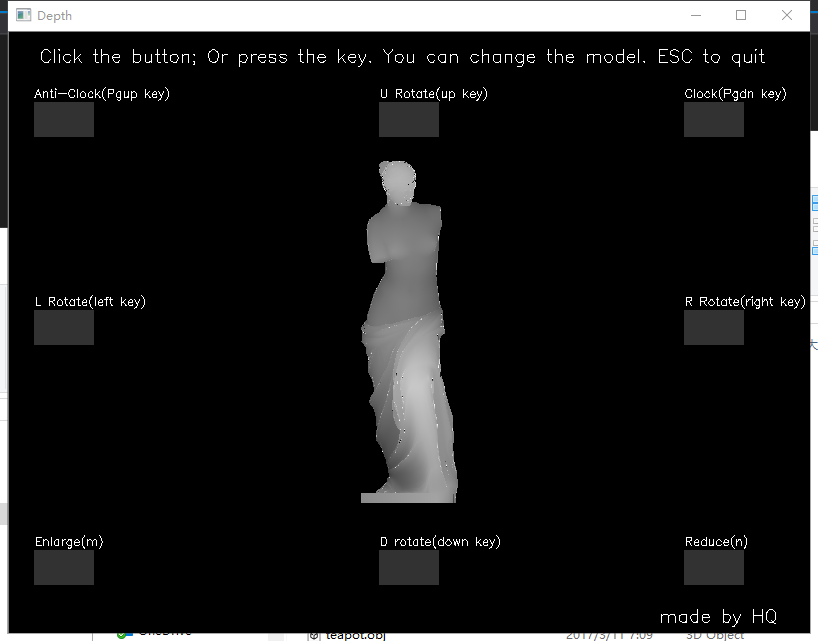 Depth
Click the button; Or press the key. You can change the model. ESC to quit
Anti-Clock(Pgup key)
U Rotate(up key)
Clock(Pgdn key)
L Rotate(left key)
R Rotate(right key)
Enlarge(m)
D rotate(down key)
Reduce(n)
made by HQ
OneDrive
teapot.obj
2017/3/11 7:09
3D Object